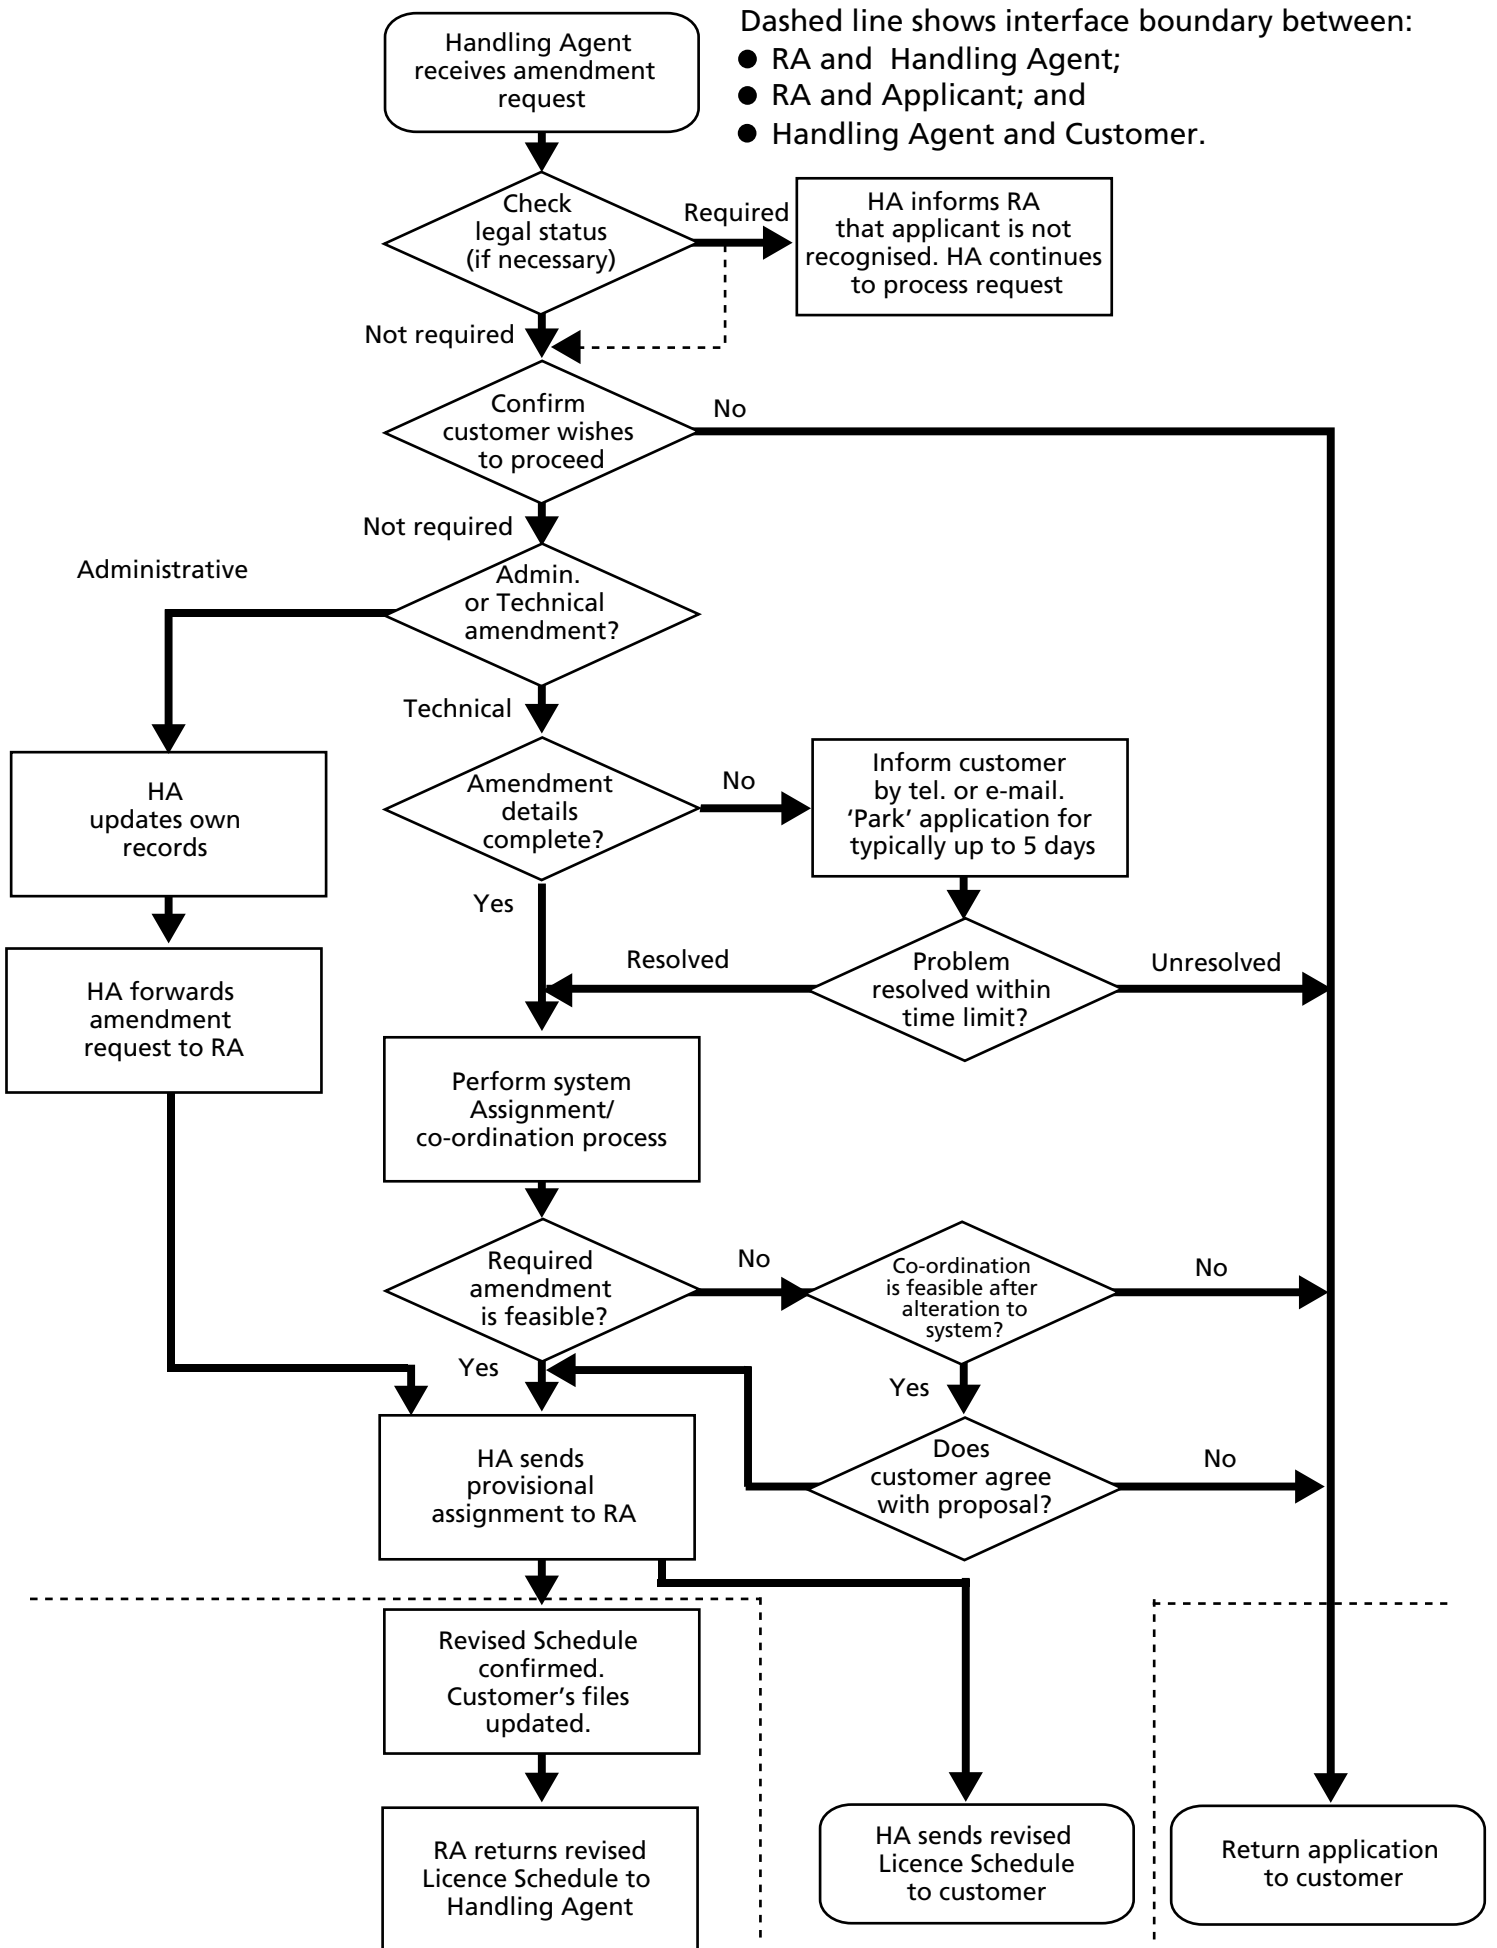 Dashed line shows interface boundary between:
● RA and  Handling Agent;
● RA and Applicant; and
● Handling Agent and Customer.
Handling Agent
receives amendment
request
Check
legal status
(if necessary)
Required
HA informs RA
that applicant is not
recognised. HA continues
to process request
Not required
Confirm
customer wishes
to proceed
No
Not required
Administrative
Admin.
or Technical
amendment?
Technical
HA
updates own
records
Amendment
details
complete?
No
Inform customer
by tel. or e-mail.
‘Park’ application for
typically up to 5 days
Yes
HA forwards
amendment
request to RA
Resolved
Problem
resolved within
time limit?
Unresolved
Perform system
Assignment/
co-ordination process
Required
amendment
is feasible?
No
Co-ordination
is feasible after
alteration to
system?
No
Yes
Yes
HA sends
provisional
assignment to RA
Does
customer agree
with proposal?
No
Revised Schedule
confirmed.
Customer’s files
updated.
RA returns revised
Licence Schedule to
Handling Agent
HA sends revised
Licence Schedule
to customer
Return application
to customer